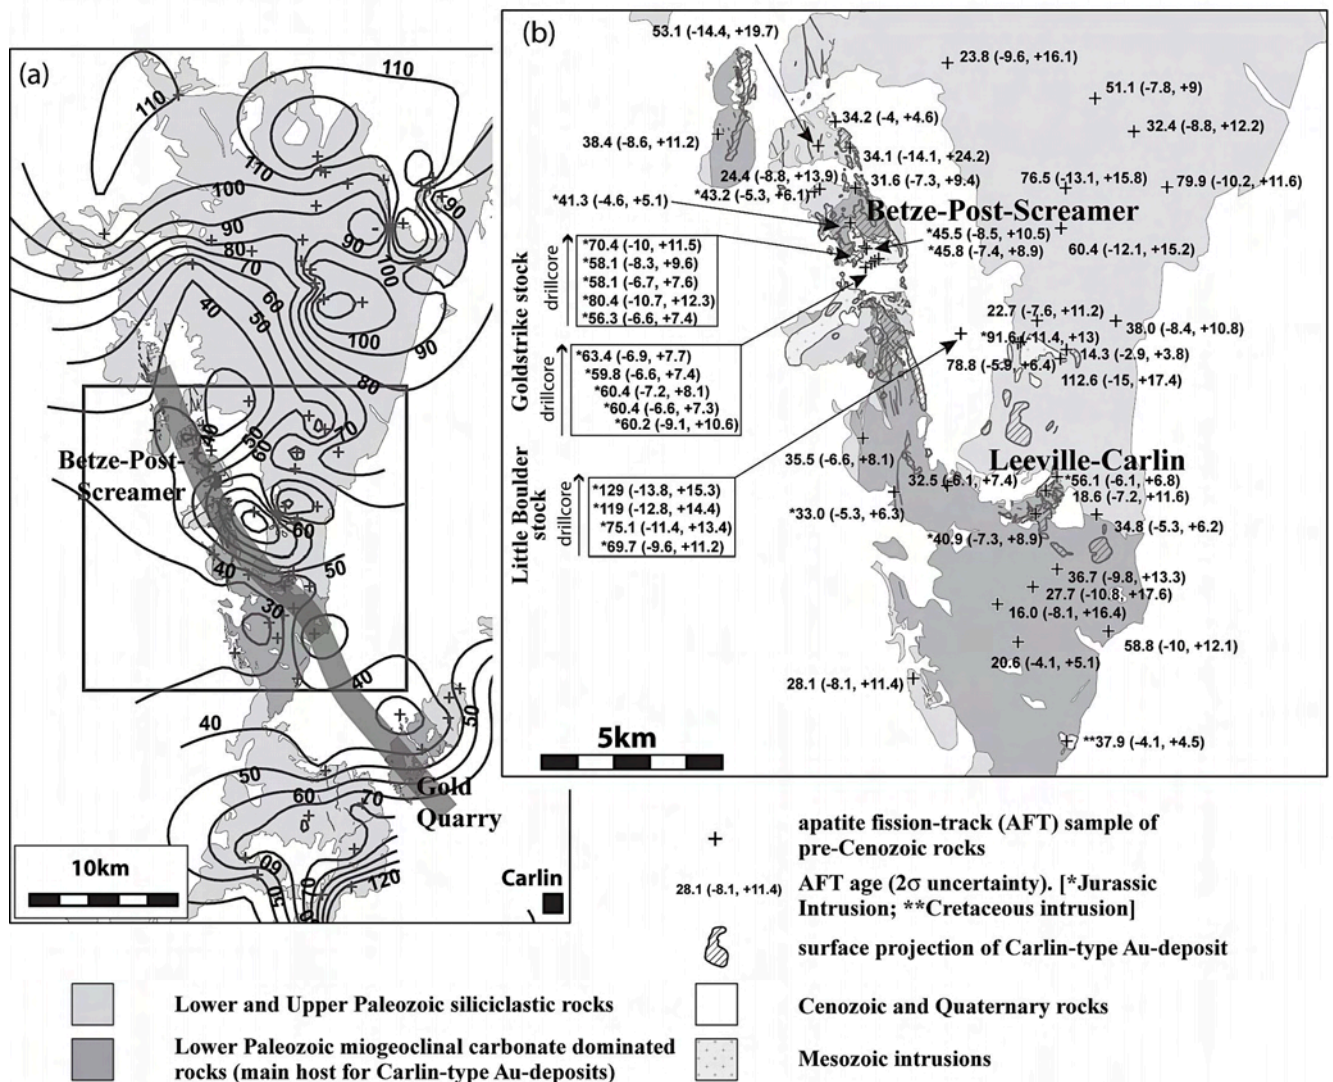 (a)
110
110
110
100
90
90
80
70
60
50
40
90
100
100
90
80
70
50
60
40
60
50
40
30
40
50
40
50
60
70
60
50
120
Betze-Post-
Screamer
Gold
Quarry
Carlin
10km
(b)
53.1 (-14.4, +19.7)
23.8 (-9.6, +16.1)
51.1 (-7.8, +9)
32.4 (-8.8, +12.2)
34.2 (-4, +4.6)
38.4 (-8.6, +11.2)
34.1 (-14.1, +24.2)
24.4 (-8.8, +13.9)
31.6 (-7.3, +9.4)
76.5 (-13.1, +15.8)
79.9 (-10.2, +11.6)
*43.2 (-5.3, +6.1)
*41.3 (-4.6, +5.1)
Betze-Post-Screamer
*45.5 (-8.5, +10.5)
*45.8 (-7.4, +8.9)
60.4 (-12.1, +15.2)
Goldstrike stock
drillcore
*70.4 (-10, +11.5)
*58.1 (-8.3, +9.6)
*58.1 (-6.7, +7.6)
*80.4 (-10.7, +12.3)
*56.3 (-6.6, +7.4)
drillcore
*63.4 (-6.9, +7.7)
*59.8 (-6.6, +7.4)
*60.4 (-7.2, +8.1)
*60.4 (-6.6, +7.3)
*60.2 (-9.1, +10.6)
22.7 (-7.6, +11.2)
38.0 (-8.4, +10.8)
*91.6 (-11.4, +13)
14.3 (-2.9, +3.8)
78.8 (-5.9, +6.4)
112.6 (-15, +17.4)
Little Boulder
stock
drillcore
*129 (-13.8, +15.3)
*119 (-12.8, +14.4)
*75.1 (-11.4, +13.4)
*69.7 (-9.6, +11.2)
35.5 (-6.6, +8.1)
Leeville-Carlin
32.5 (-6.1, +7.4)
*56.1 (-6.1, +6.8)
18.6 (-7.2, +11.6)
*33.0 (-5.3, +6.3)
34.8 (-5.3, +6.2)
*40.9 (-7.3, +8.9)
36.7 (-9.8, +13.3)
27.7 (-10.8, +17.6)
16.0 (-8.1, +16.4)
58.8 (-10, +12.1)
20.6 (-4.1, +5.1)
28.1 (-8.1, +11.4)
**37.9 (-4.1, +4.5)
5km
apatite fission-track (AFT) sample of
pre-Cenozoic rocks
28.1 (-8.1, +11.4)
AFT age (2σ uncertainty). [*Jurassic
Intrusion; **Cretaceous intrusion]
surface projection of Carlin-type Au-deposit
Lower and Upper Paleozoic siliciclastic rocks
Cenozoic and Quaternary rocks
Lower Paleozoic miogeoclinal carbonate dominated
rocks (main host for Carlin-type Au-deposits)
Mesozoic intrusions